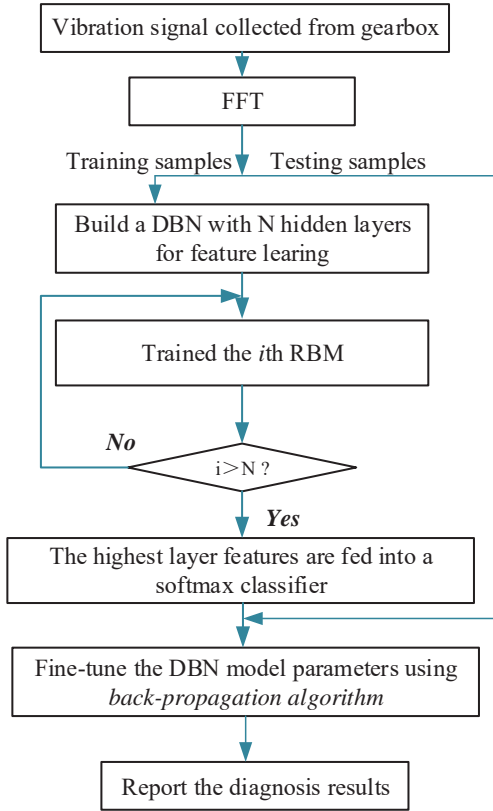 Vibration signal collected from gearbox
FFT
Training samples
Testing samples
Build a DBN with N hidden layers
for feature learing
Trained the ith RBM
No
i>N ?
Yes
The highest layer features are fed into a
softmax classifier
Fine-tune the DBN model parameters using
back-propagation algorithm
Report the diagnosis results